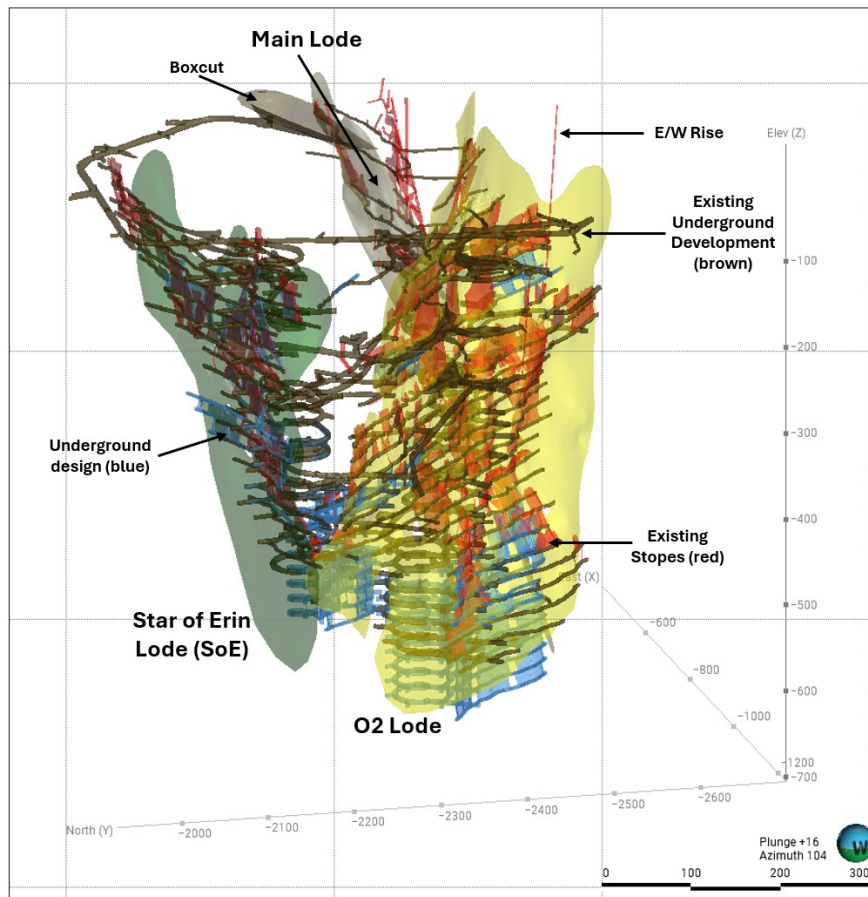 Main Lode
Boxcut
E/W Rise
Elev (Z)
Existing
Underground
Development
(brown)
-100
-200
-300
Underground
design (blue)
-400
Existing
Stopes (red)
East (X)
-500
-600
Star of Erin
Lode (SoE)
-800
-600
O2 Lode
-1000
-1200
-700
North (Y)
-2000
-2100
-2200
-2300
-2400
-2500
-2600
Plunge +16
Azimuth 104
W
0
100
200
300